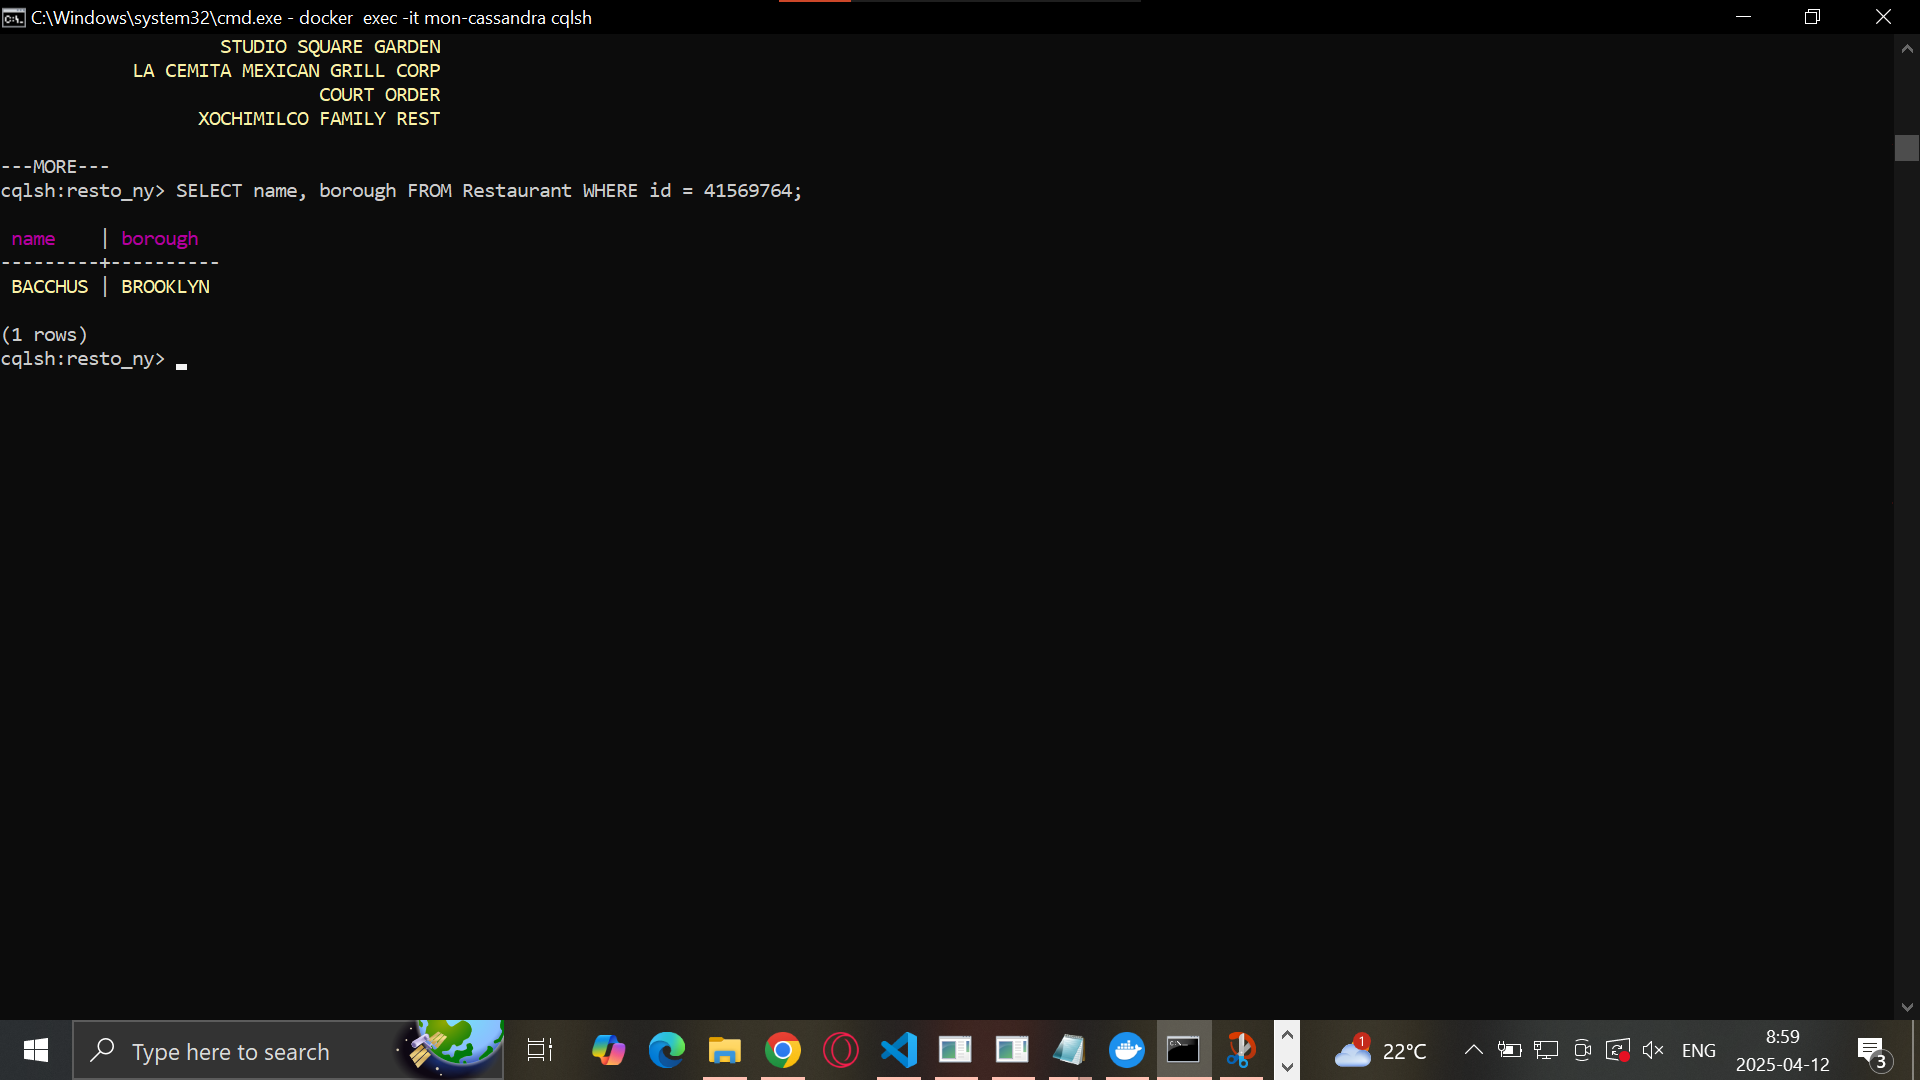 C:\Windows\system32\cmd.exe - docker  exec -it mon-cassandra cqlsh
STUDIO SQUARE GARDEN
LA CEMITA MEXICAN GRILL CORP
COURT ORDER
XOCHIMILCO FAMILY REST
---MORE---
cqlsh:resto_ny> SELECT name, borough FROM Restaurant WHERE id = 41569764;
name    | borough
---------+----------
BACCHUS | BROOKLYN
(1 rows)
cqlsh:resto_ny>
Type here to search
1
22°C
ENG
8:59
2025-04-12
3